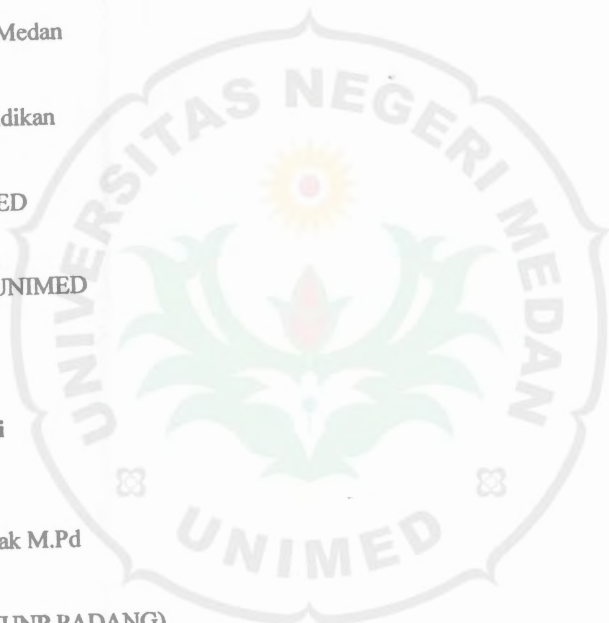 Medan
dikan
ED
UNIMED
i
ak M.Pd
(UNP PADANG)
UNIVERSITAS NEGERI MEDAN
UNIMED